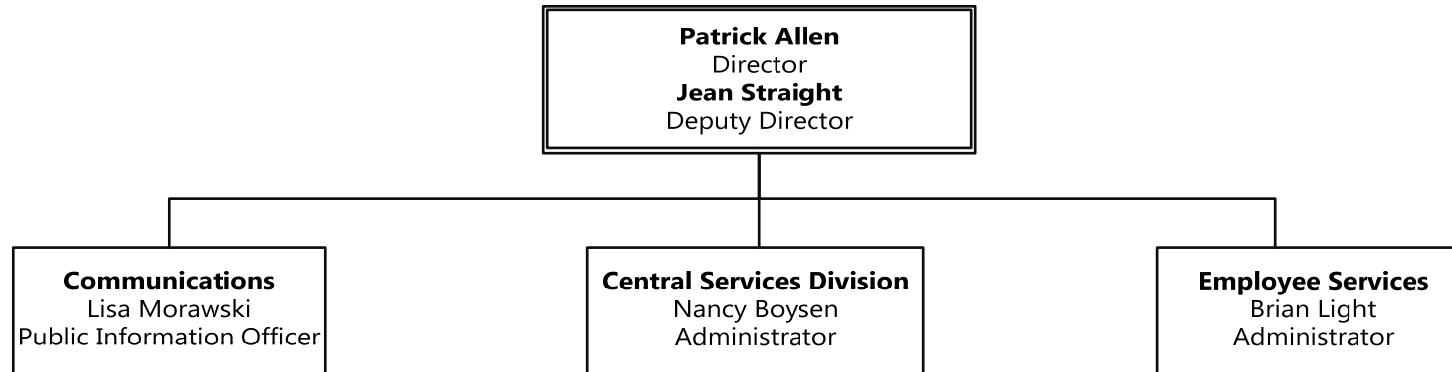 Patrick Allen
Director
Jean Straight
Deputy Director
Communications
Lisa Morawski
Public Information Officer
Central Services Division
Nancy Boysen
Administrator
Employee Services
Brian Light
Administrator